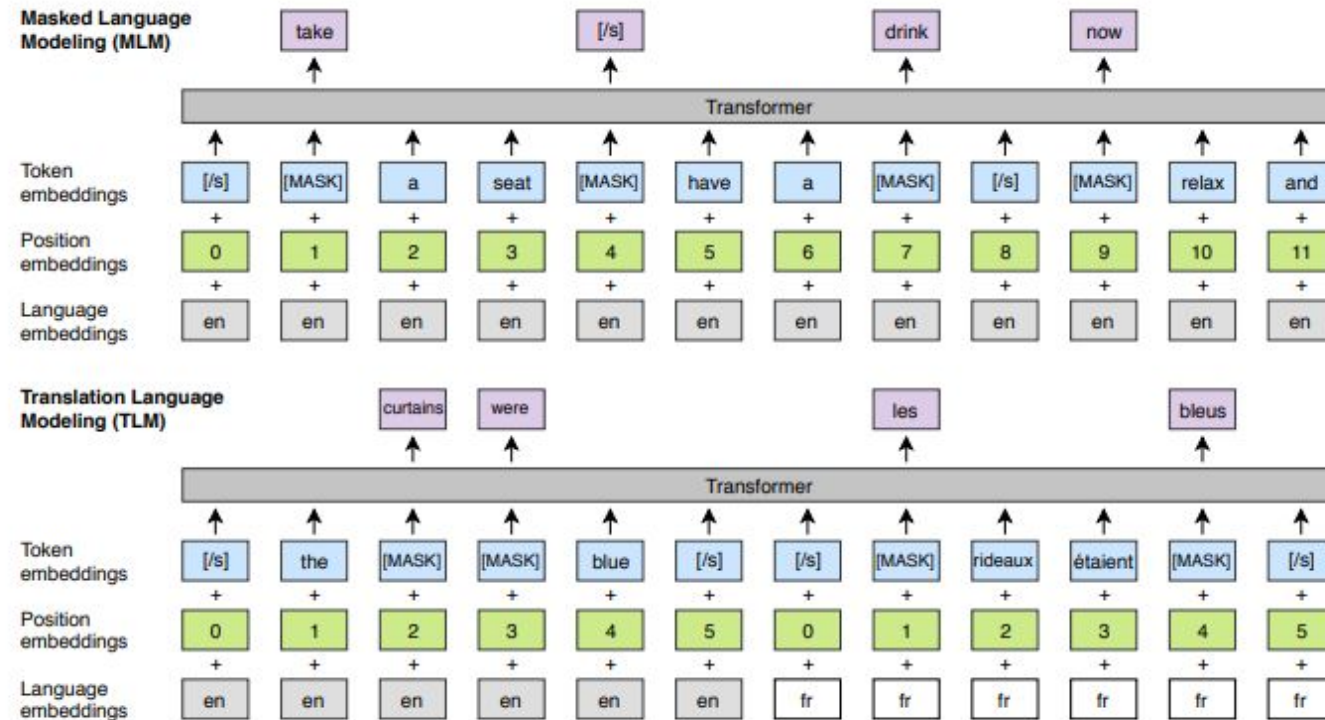 Masked Language
Modeling (MLM)
take [/s] drink now
Transformer
Token
embeddings
[/s] [MASK] a seat [MASK] have a [MASK] [/s] [MASK] relax and
+ + + + + + + + + + + +
Position
embeddings
0 1 2 3 4 5 6 7 8 9 10 11
+ + + + + + + + + + + +
Language
embeddings
en en en en en en en en en en en en
Translation Language
Modeling (TLM)
curtains were les bleus
Transformer
Token
embeddings
[/s] the [MASK] [MASK] blue [/s] [/s] [MASK] rideaux étaient [MASK] [/s]
+ + + + + + + + + + + +
Position
embeddings
0 1 2 3 4 5 0 1 2 3 4 5
+ + + + + + + + + + + +
Language
embeddings
en en en en en en fr fr fr fr fr fr